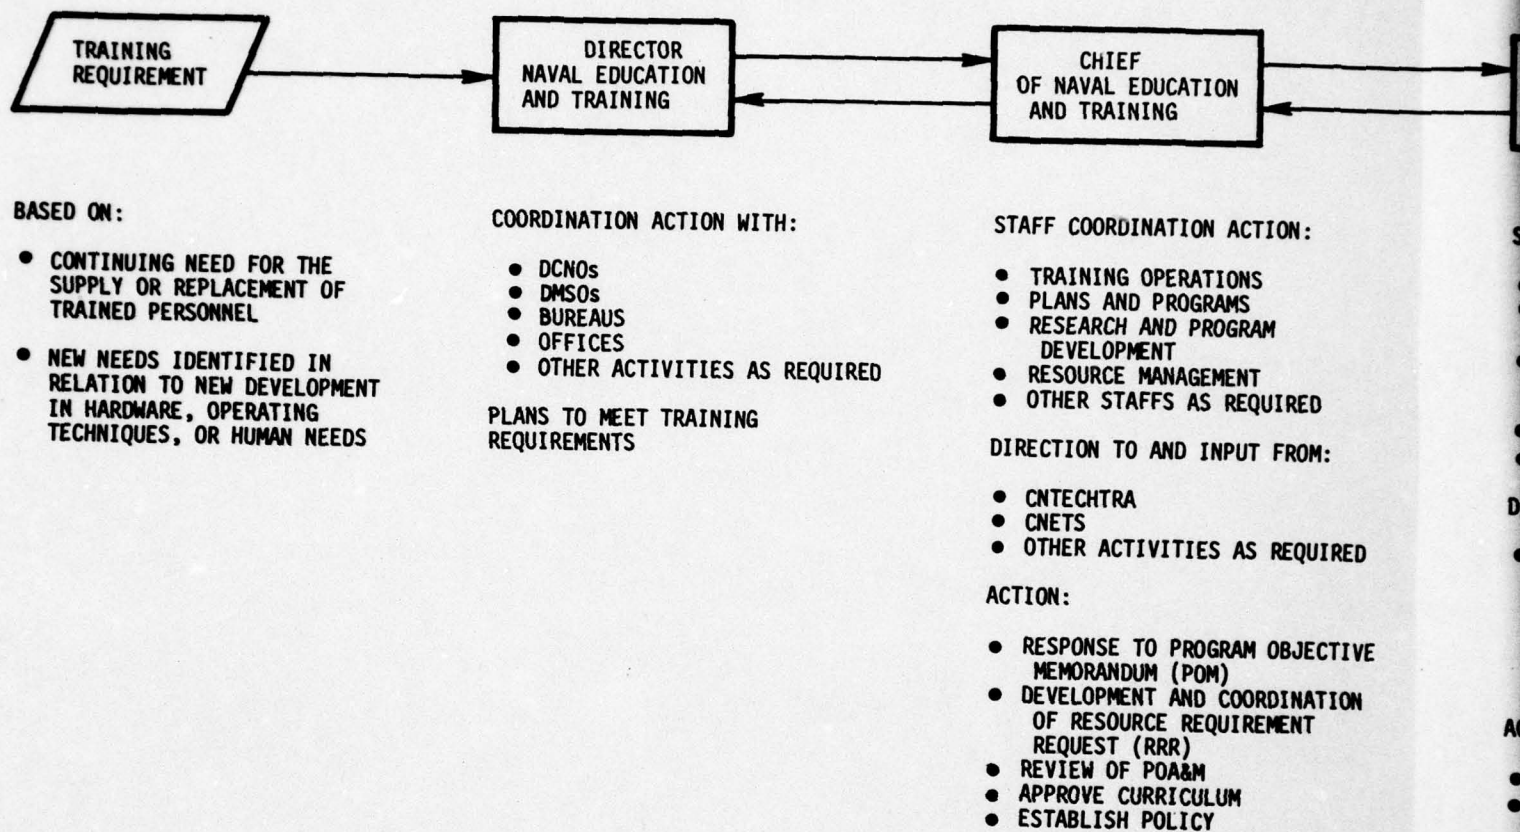 TRAINING
REQUIREMENT
DIRECTOR
NAVAL EDUCATION
AND TRAINING
CHIEF
OF NAVAL EDUCATION
AND TRAINING
BASED ON:
● CONTINUING NEED FOR THE
SUPPLY OR REPLACEMENT OF
TRAINED PERSONNEL
● NEW NEEDS IDENTIFIED IN
RELATION TO NEW DEVELOPMENT
IN HARDWARE, OPERATING
TECHNIQUES, OR HUMAN NEEDS
COORDINATION ACTION WITH:
● DCNOs
● DMSOs
● BUREAUS
● OFFICES
● OTHER ACTIVITIES AS REQUIRED
PLANS TO MEET TRAINING
REQUIREMENTS
STAFF COORDINATION ACTION:
● TRAINING OPERATIONS
● PLANS AND PROGRAMS
● RESEARCH AND PROGRAM
DEVELOPMENT
● RESOURCE MANAGEMENT
● OTHER STAFFS AS REQUIRED
DIRECTION TO AND INPUT FROM:
● CNTECHTRA
● CNETS
● OTHER ACTIVITIES AS REQUIRED
ACTION:
● RESPONSE TO PROGRAM OBJECTIVE
MEMORANDUM (POM)
● DEVELOPMENT AND COORDINATION
OF RESOURCE REQUIREMENT
REQUEST (RRR)
● REVIEW OF POA&M
● APPROVE CURRICULUM
● ESTABLISH POLICY